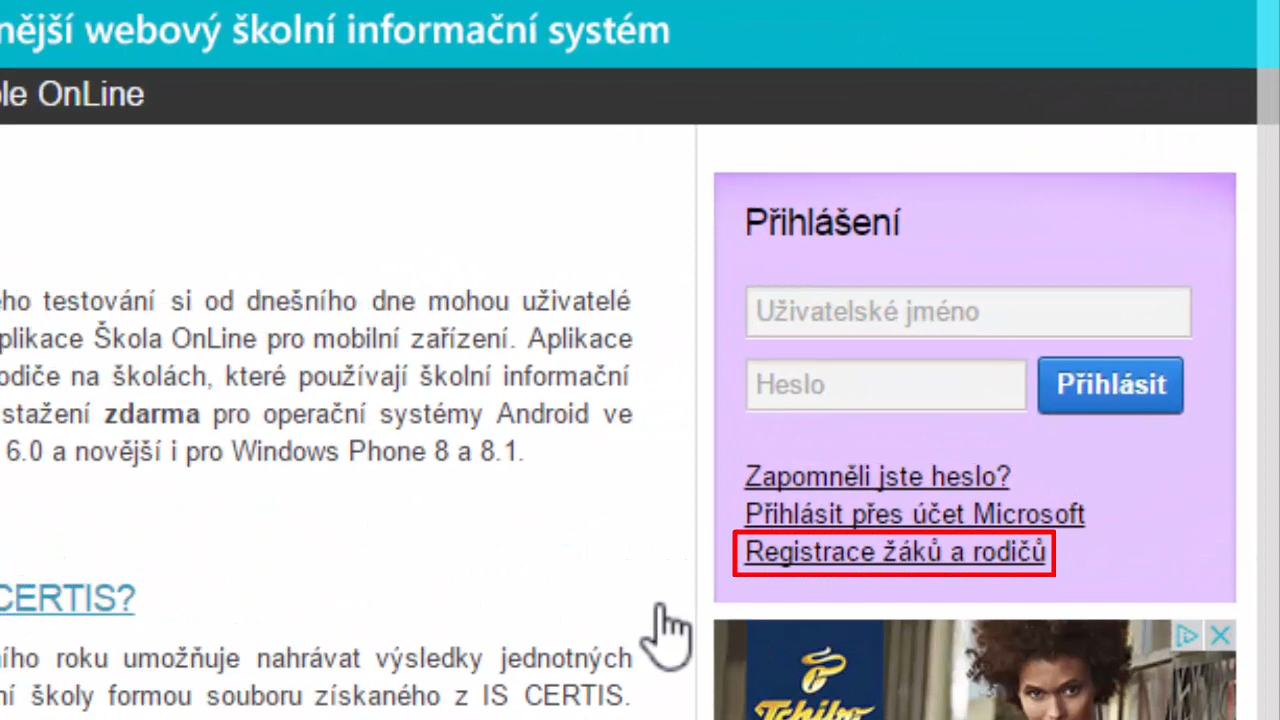 nější webový školní informační systém
ole OnLine
Přihlášení
Uživatelské jméno
Heslo
Přihlásit
Zapomněli jste heslo?
Přihlásit přes účet Microsoft
Registrace žáků a rodičů
ho testování si od dnešního dne mohou uživatelé
plikace Škola OnLine pro mobilní zařízení. Aplikace
odiče na školách, které používají školní informační
stažení zdarma pro operační systémy Android ve
6.0 a novější i pro Windows Phone 8 a 8.1.
CERTIS?
ího roku umožňuje nahrávat výsledky jednotných
ní školy formou souboru získaného z IS CERTIS.
Tchibo